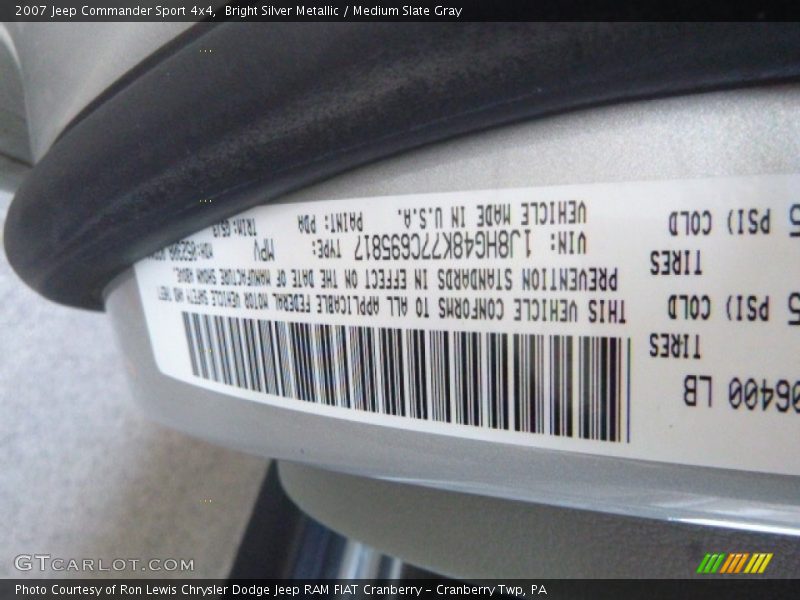 2007 Jeep Commander Sport 4x4, Bright Silver Metallic / Medium Slate Gray
06400 LB
TIRES
PSI) COLD
TIRES
PSI) COLD
THIS VEHICLE CONFORMS TO ALL APPLICABLE FEDERAL MOTOR VEHICLE SAFETY AND THEFT
PREVENTION STANDARDS IN EFFECT ON THE DATE OF MANUFACTURE SHOWN ABOVE.
VIN: 1J8HG48K77C695817 TYPE: MPV
VEHICLE MADE IN U.S.A. PAINT: PDA TRIM:
GTCARLOT.COM
Photo Courtesy of Ron Lewis Chrysler Dodge Jeep RAM FIAT Cranberry – Cranberry Twp, PA